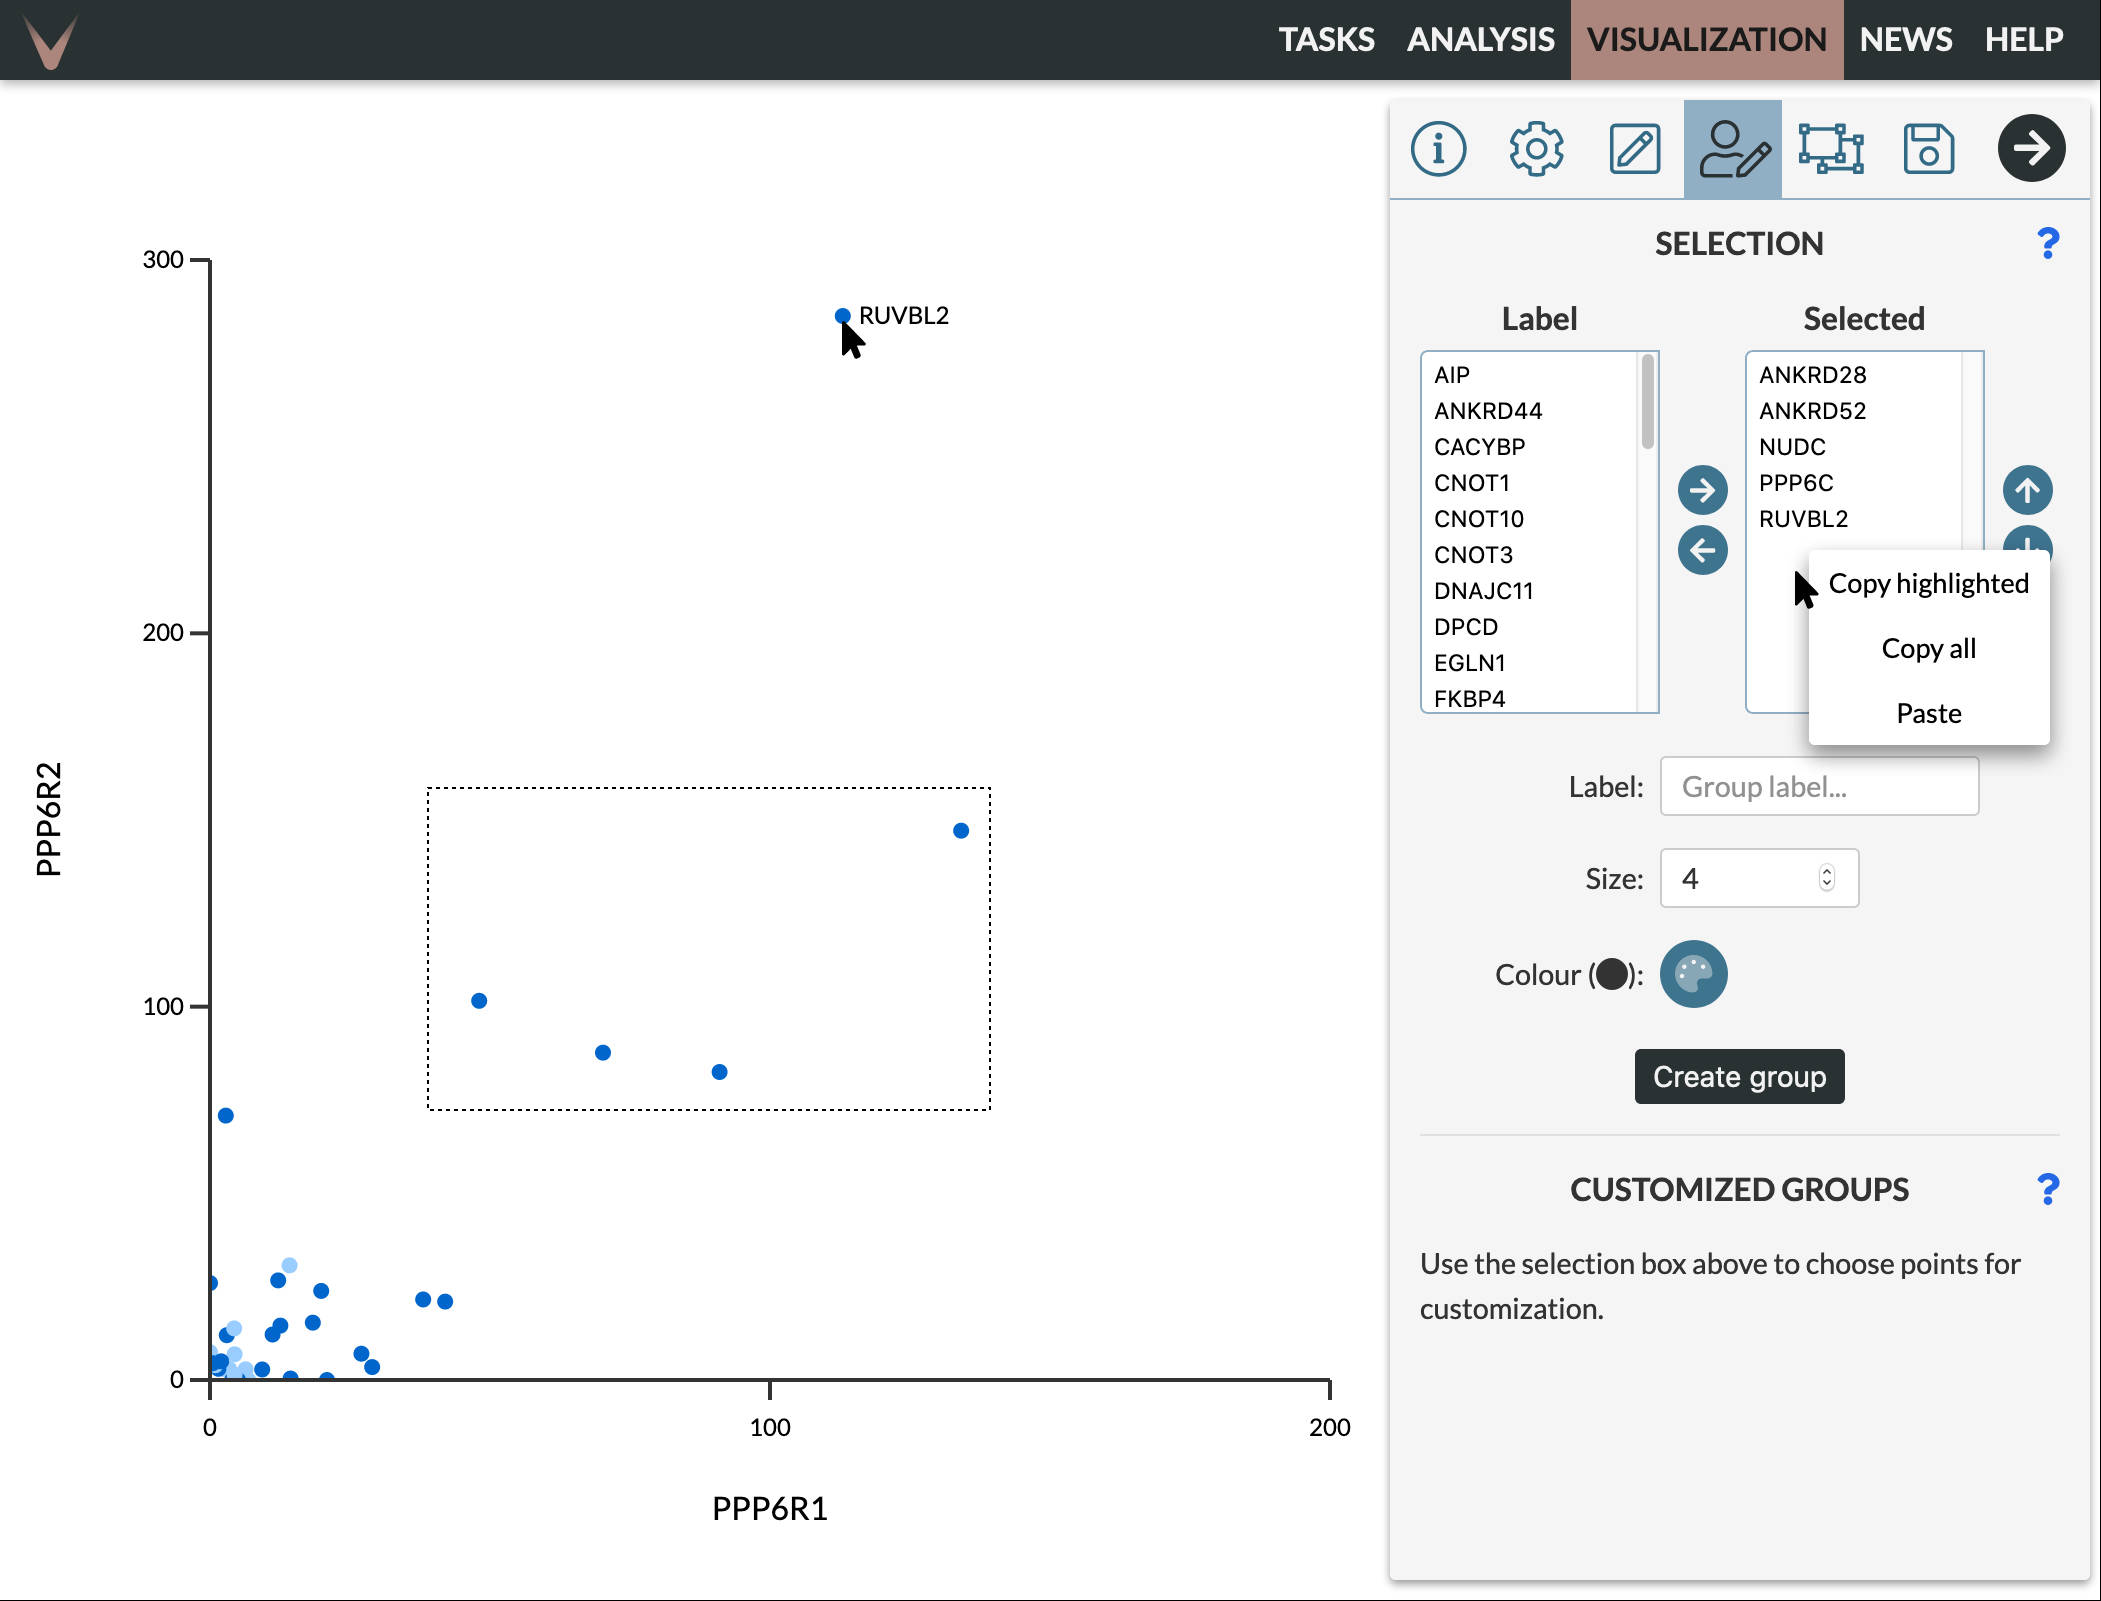 TASKS ANALYSIS VISUALIZATION NEWS HELP
SELECTION ?
Label Selected
AIP
ANKRD44
CACYBP
CNOT1
CNOT10
CNOT3
DNAJC11
DPCD
EGLN1
FKBP4
ANKRD28
ANKRD52
NUDC
PPP6C
RUVBL2
Copy highlighted
Copy all
Paste
Label: Group label...
Size: 4
Colour ( ):
Create group
CUSTOMIZED GROUPS ?
Use the selection box above to choose points for
customization.
RUVBL2
300
200
100
0
PPP6R2
0 100 200
PPP6R1